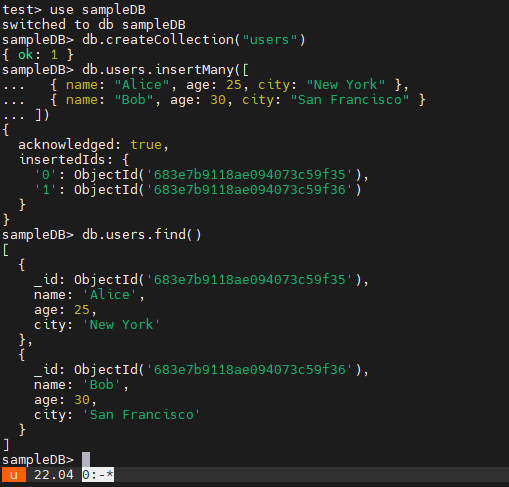 test> use sampleDB
switched to db sampleDB
sampleDB> db.createCollection("users")
{ ok: 1 }
sampleDB> db.users.insertMany([
...   { name: "Alice", age: 25, city: "New York" },
...   { name: "Bob", age: 30, city: "San Francisco" }
... ])
{
  acknowledged: true,
  insertedIds: {
    '0': ObjectId('683e7b9118ae094073c59f35'),
    '1': ObjectId('683e7b9118ae094073c59f36')
  }
}
sampleDB> db.users.find()
[
  {
    _id: ObjectId('683e7b9118ae094073c59f35'),
    name: 'Alice',
    age: 25,
    city: 'New York'
  },
  {
    _id: ObjectId('683e7b9118ae094073c59f36'),
    name: 'Bob',
    age: 30,
    city: 'San Francisco'
  }
]
sampleDB>
u 22.04 0:-*